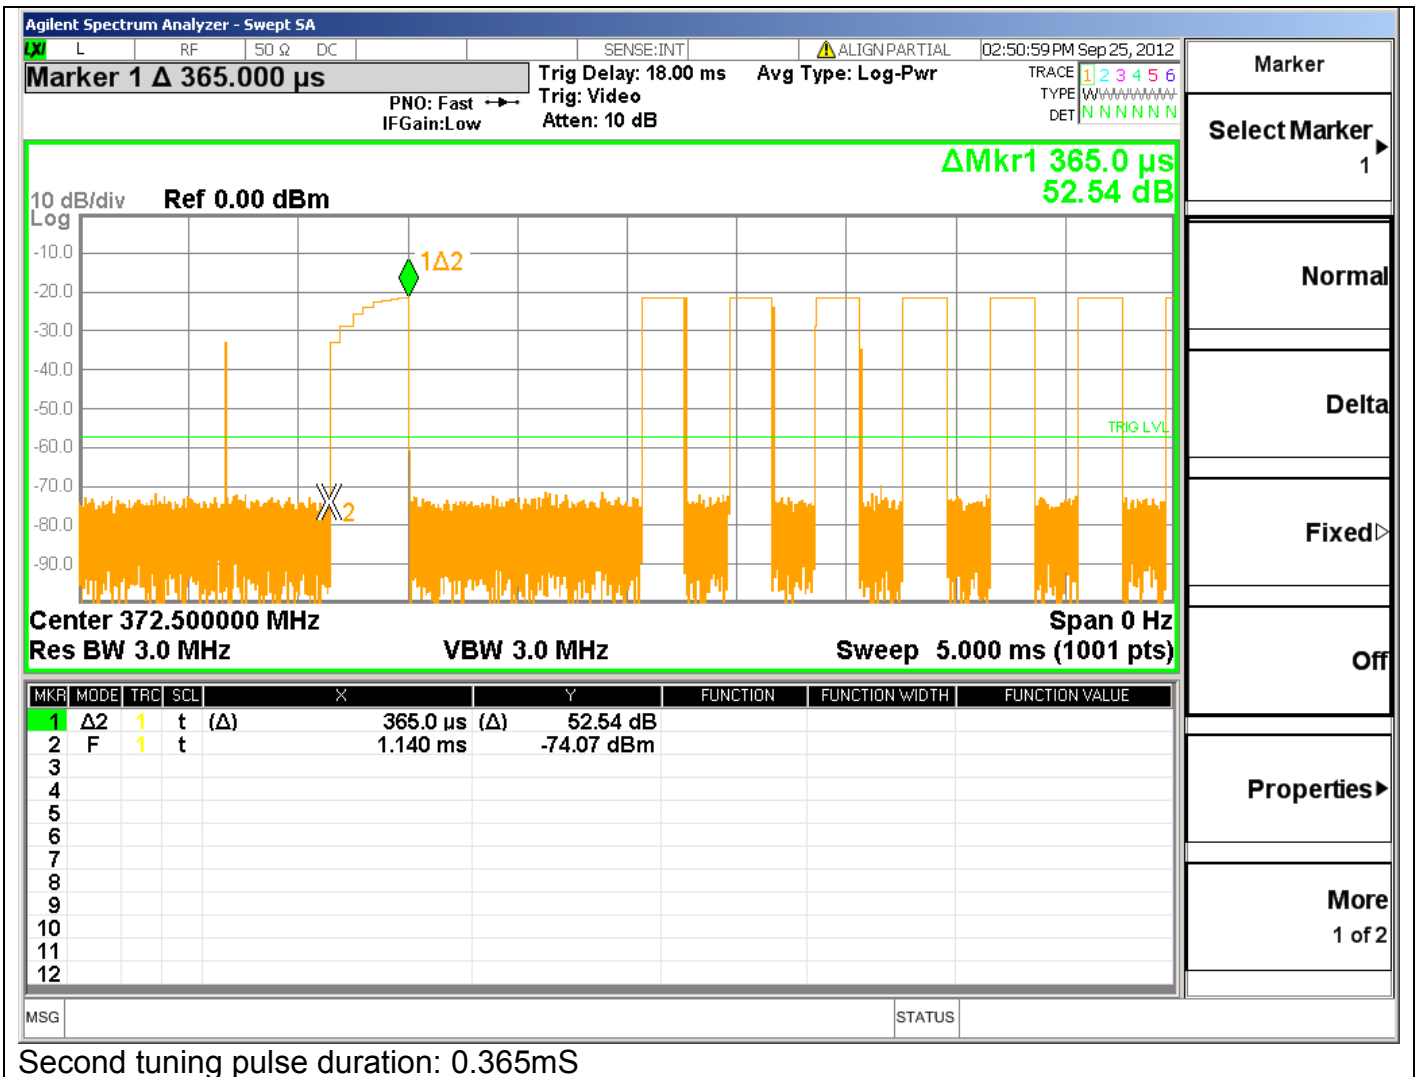 Agilent Spectrum Analyzer - Swept SA
LXI L RF 50 Ω DC SENSE:INT ALIGN PARTIAL 02:50:59 PM Sep 25, 2012
Marker 1 Δ 365.000 µs
PNO: Fast
IFGain:Low
Trig Delay: 18.00 ms
Trig: Video
Atten: 10 dB
Avg Type: Log-Pwr
TRACE 1 2 3 4 5 6
TYPE WWWWWW
DET N N N N N N
ΔMkr1 365.0 µs
52.54 dB
10 dB/div Ref 0.00 dBm
Log
-10.0
-20.0
-30.0
-40.0
-50.0
-60.0
-70.0
-80.0
-90.0
1Δ2
TRIG LVL
2
Center 372.500000 MHz Span 0 Hz
Res BW 3.0 MHz VBW 3.0 MHz Sweep 5.000 ms (1001 pts)
MKR MODE TRC SCL X Y FUNCTION FUNCTION WIDTH FUNCTION VALUE
1 Δ2 1 t (Δ) 365.0 µs (Δ) 52.54 dB
2 F 1 t 1.140 ms -74.07 dBm
3
4
5
6
7
8
9
10
11
12
MSG STATUS
Marker
Select Marker
1
Normal
Delta
Fixed
Off
Properties
More
1 of 2
Second tuning pulse duration: 0.365mS